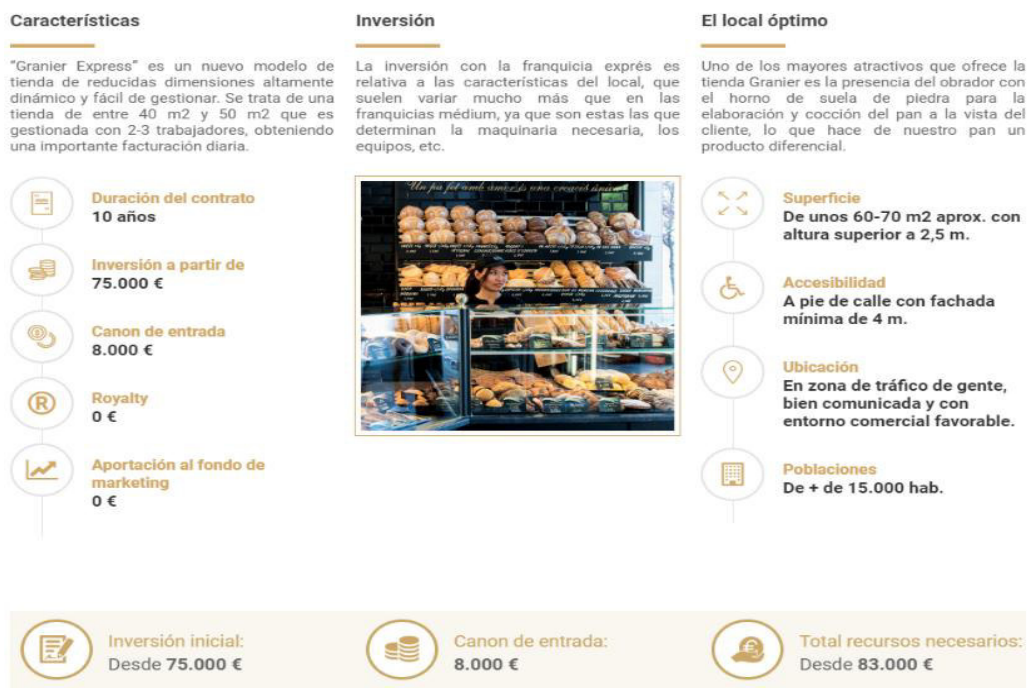 Características
"Granier Express" es un nuevo modelo de
tienda de reducidas dimensiones altamente
dinámico y fácil de gestionar. Se trata de una
tienda de entre 40 m2 y 50 m2 que es
gestionada con 2-3 trabajadores, obteniendo
una importante facturación diaria.
Duración del contrato
10 años
Inversión a partir de
75.000 €
Canon de entrada
8.000 €
Royalty
0 €
Aportación al fondo de
marketing
0 €
Inversión
La inversión con la franquicia exprés es
relativa a las características del local, que
suelen variar mucho más que en las
franquicias médium, ya que son estas las que
determinan la maquinaria necesaria, los
equipos, etc.
Un pa fet amb amor és una creació única
El local óptimo
Uno de los mayores atractivos que ofrece la
tienda Granier es la presencia del obrador con
el horno de suela de piedra para la
elaboración y cocción del pan a la vista del
cliente, lo que hace de nuestro pan un
producto diferencial.
Superficie
De unos 60-70 m2 aprox. con
altura superior a 2,5 m.
Accesibilidad
A pie de calle con fachada
mínima de 4 m.
Ubicación
En zona de tráfico de gente,
bien comunicada y con
entorno comercial favorable.
Poblaciones
De + de 15.000 hab.
Inversión inicial:
Desde 75.000 €
Canon de entrada:
8.000 €
Total recursos necesarios:
Desde 83.000 €